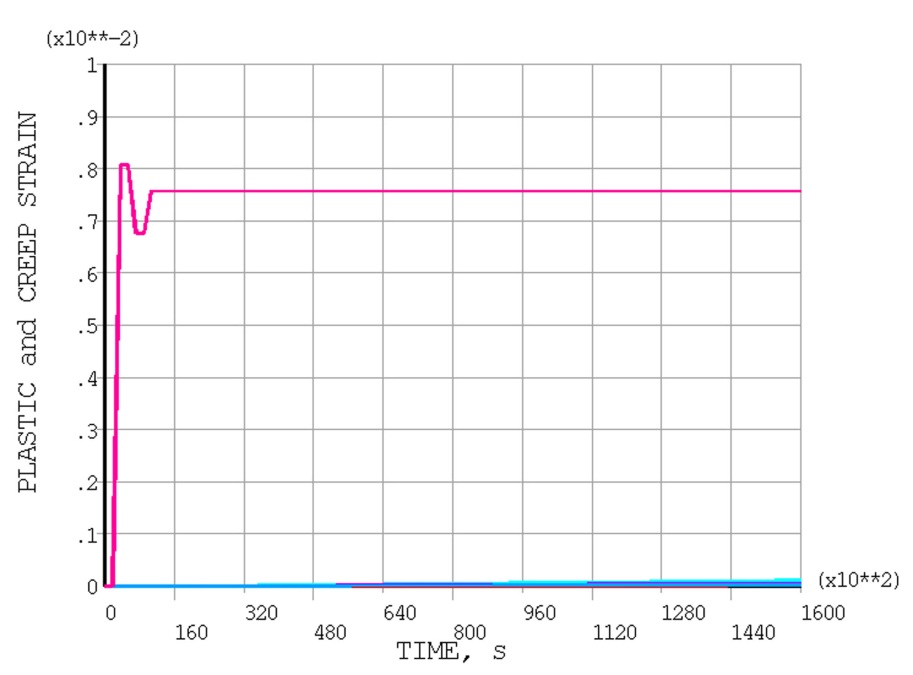 (x10**-2)
1
.9
.8
.7
.6
.5
.4
.3
.2
.1
0
PLASTIC and CREEP STRAIN
(x10**2)
0 320 640 960 1280 1600
160 480 800 1120 1440
TIME, s